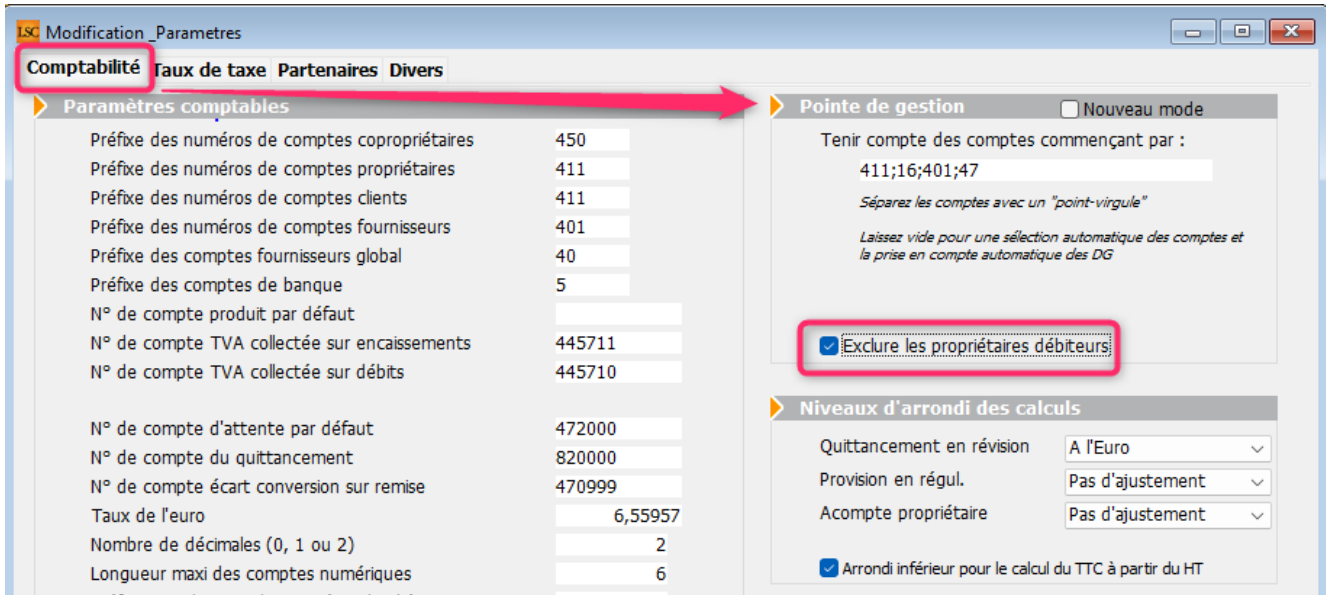 LSC Modification _Parametres
Comptabilité Taux de taxe Partenaires Divers
Paramètres comptables
Préfixe des numéros de comptes copropriétaires 450
Préfixe des numéros de comptes propriétaires 411
Préfixe des numéros de comptes clients 411
Préfixe des numéros de comptes fournisseurs 401
Préfixe des comptes fournisseurs global 40
Préfixe des comptes de banque 5
N° de compte produit par défaut
N° de compte TVA collectée sur encaissements 445711
N° de compte TVA collectée sur débits 445710
N° de compte d'attente par défaut 472000
N° de compte du quittancement 820000
N° de compte écart conversion sur remise 470999
Taux de l'euro 6,55957
Nombre de décimales (0, 1 ou 2) 2
Longueur maxi des comptes numériques 6
Pointe de gestion Nouveau mode
Tenir compte des comptes commençant par :
411;16;401;47
Séparez les comptes avec un "point-virgule"
Laissez vide pour une sélection automatique des comptes et
la prise en compte automatique des DG
Exclure les propriétaires débiteurs
Niveaux d'arrondi des calculs
Quittancement en révision A l'Euro
Provision en régul. Pas d'ajustement
Acompte propriétaire Pas d'ajustement
Arrondi inférieur pour le calcul du TTC à partir du HT